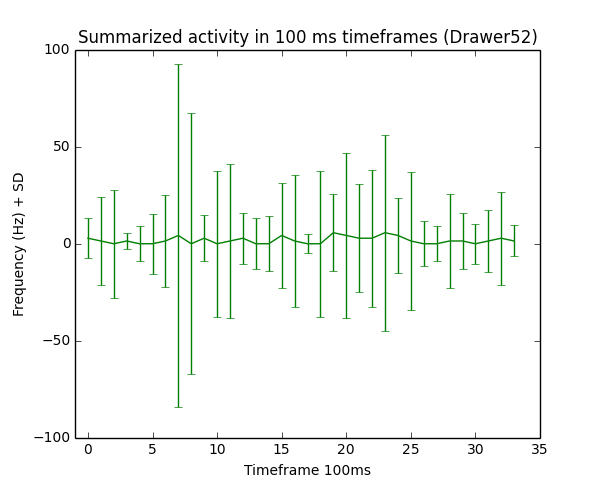 Summarized activity in 100 ms timeframes (Drawer52)
100
50
0
−50
−100
Frequency (Hz) + SD
0 5 10 15 20 25 30 35
Timeframe 100ms